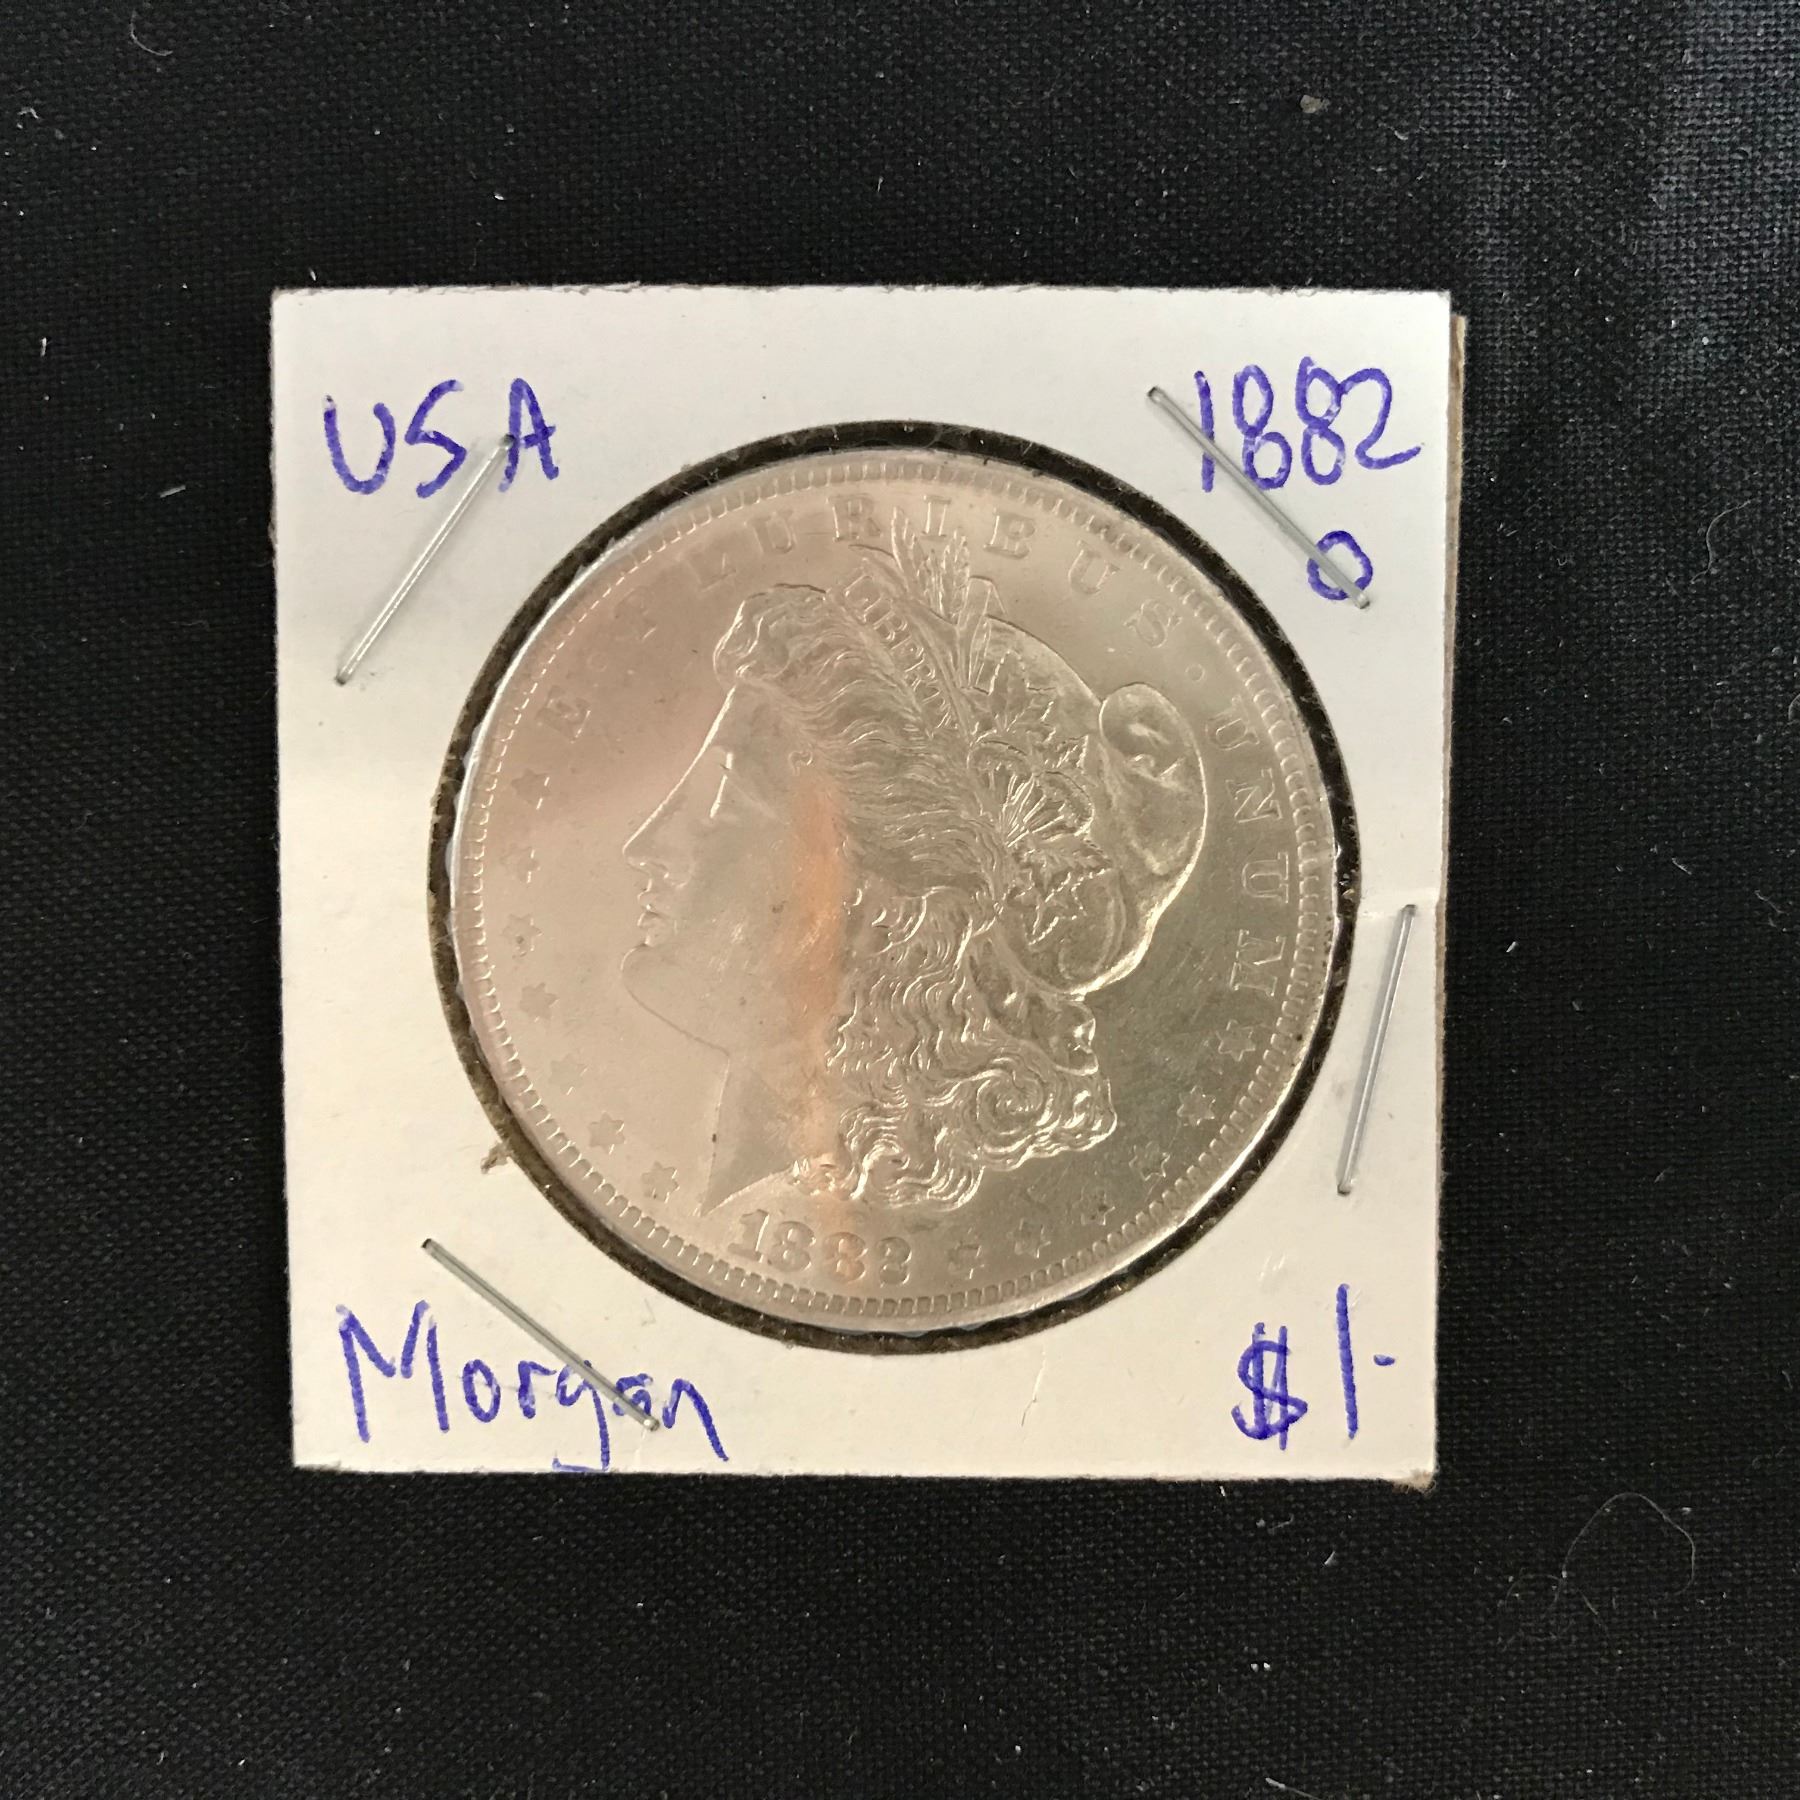 USA
1882
O
E · PLURIBUS · UNUM
LIBERTY
1882
Morgan
$1.